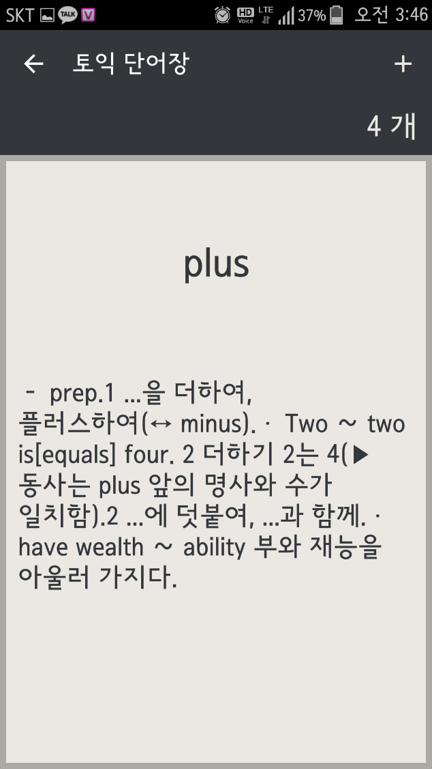 SKT TALK V HD Voice LTE 37% 오전 3:46
← 토익 단어장 +
4 개
plus
- prep.1 ...을 더하여,
플러스하여(↔ minus). · Two ~ two
is[equals] four. 2 더하기 2는 4(▶
동사는 plus 앞의 명사와 수가
일치함).2 ...에 덧붙여, ...과 함께. ·
have wealth ~ ability 부와 재능을
아울러 가지다.